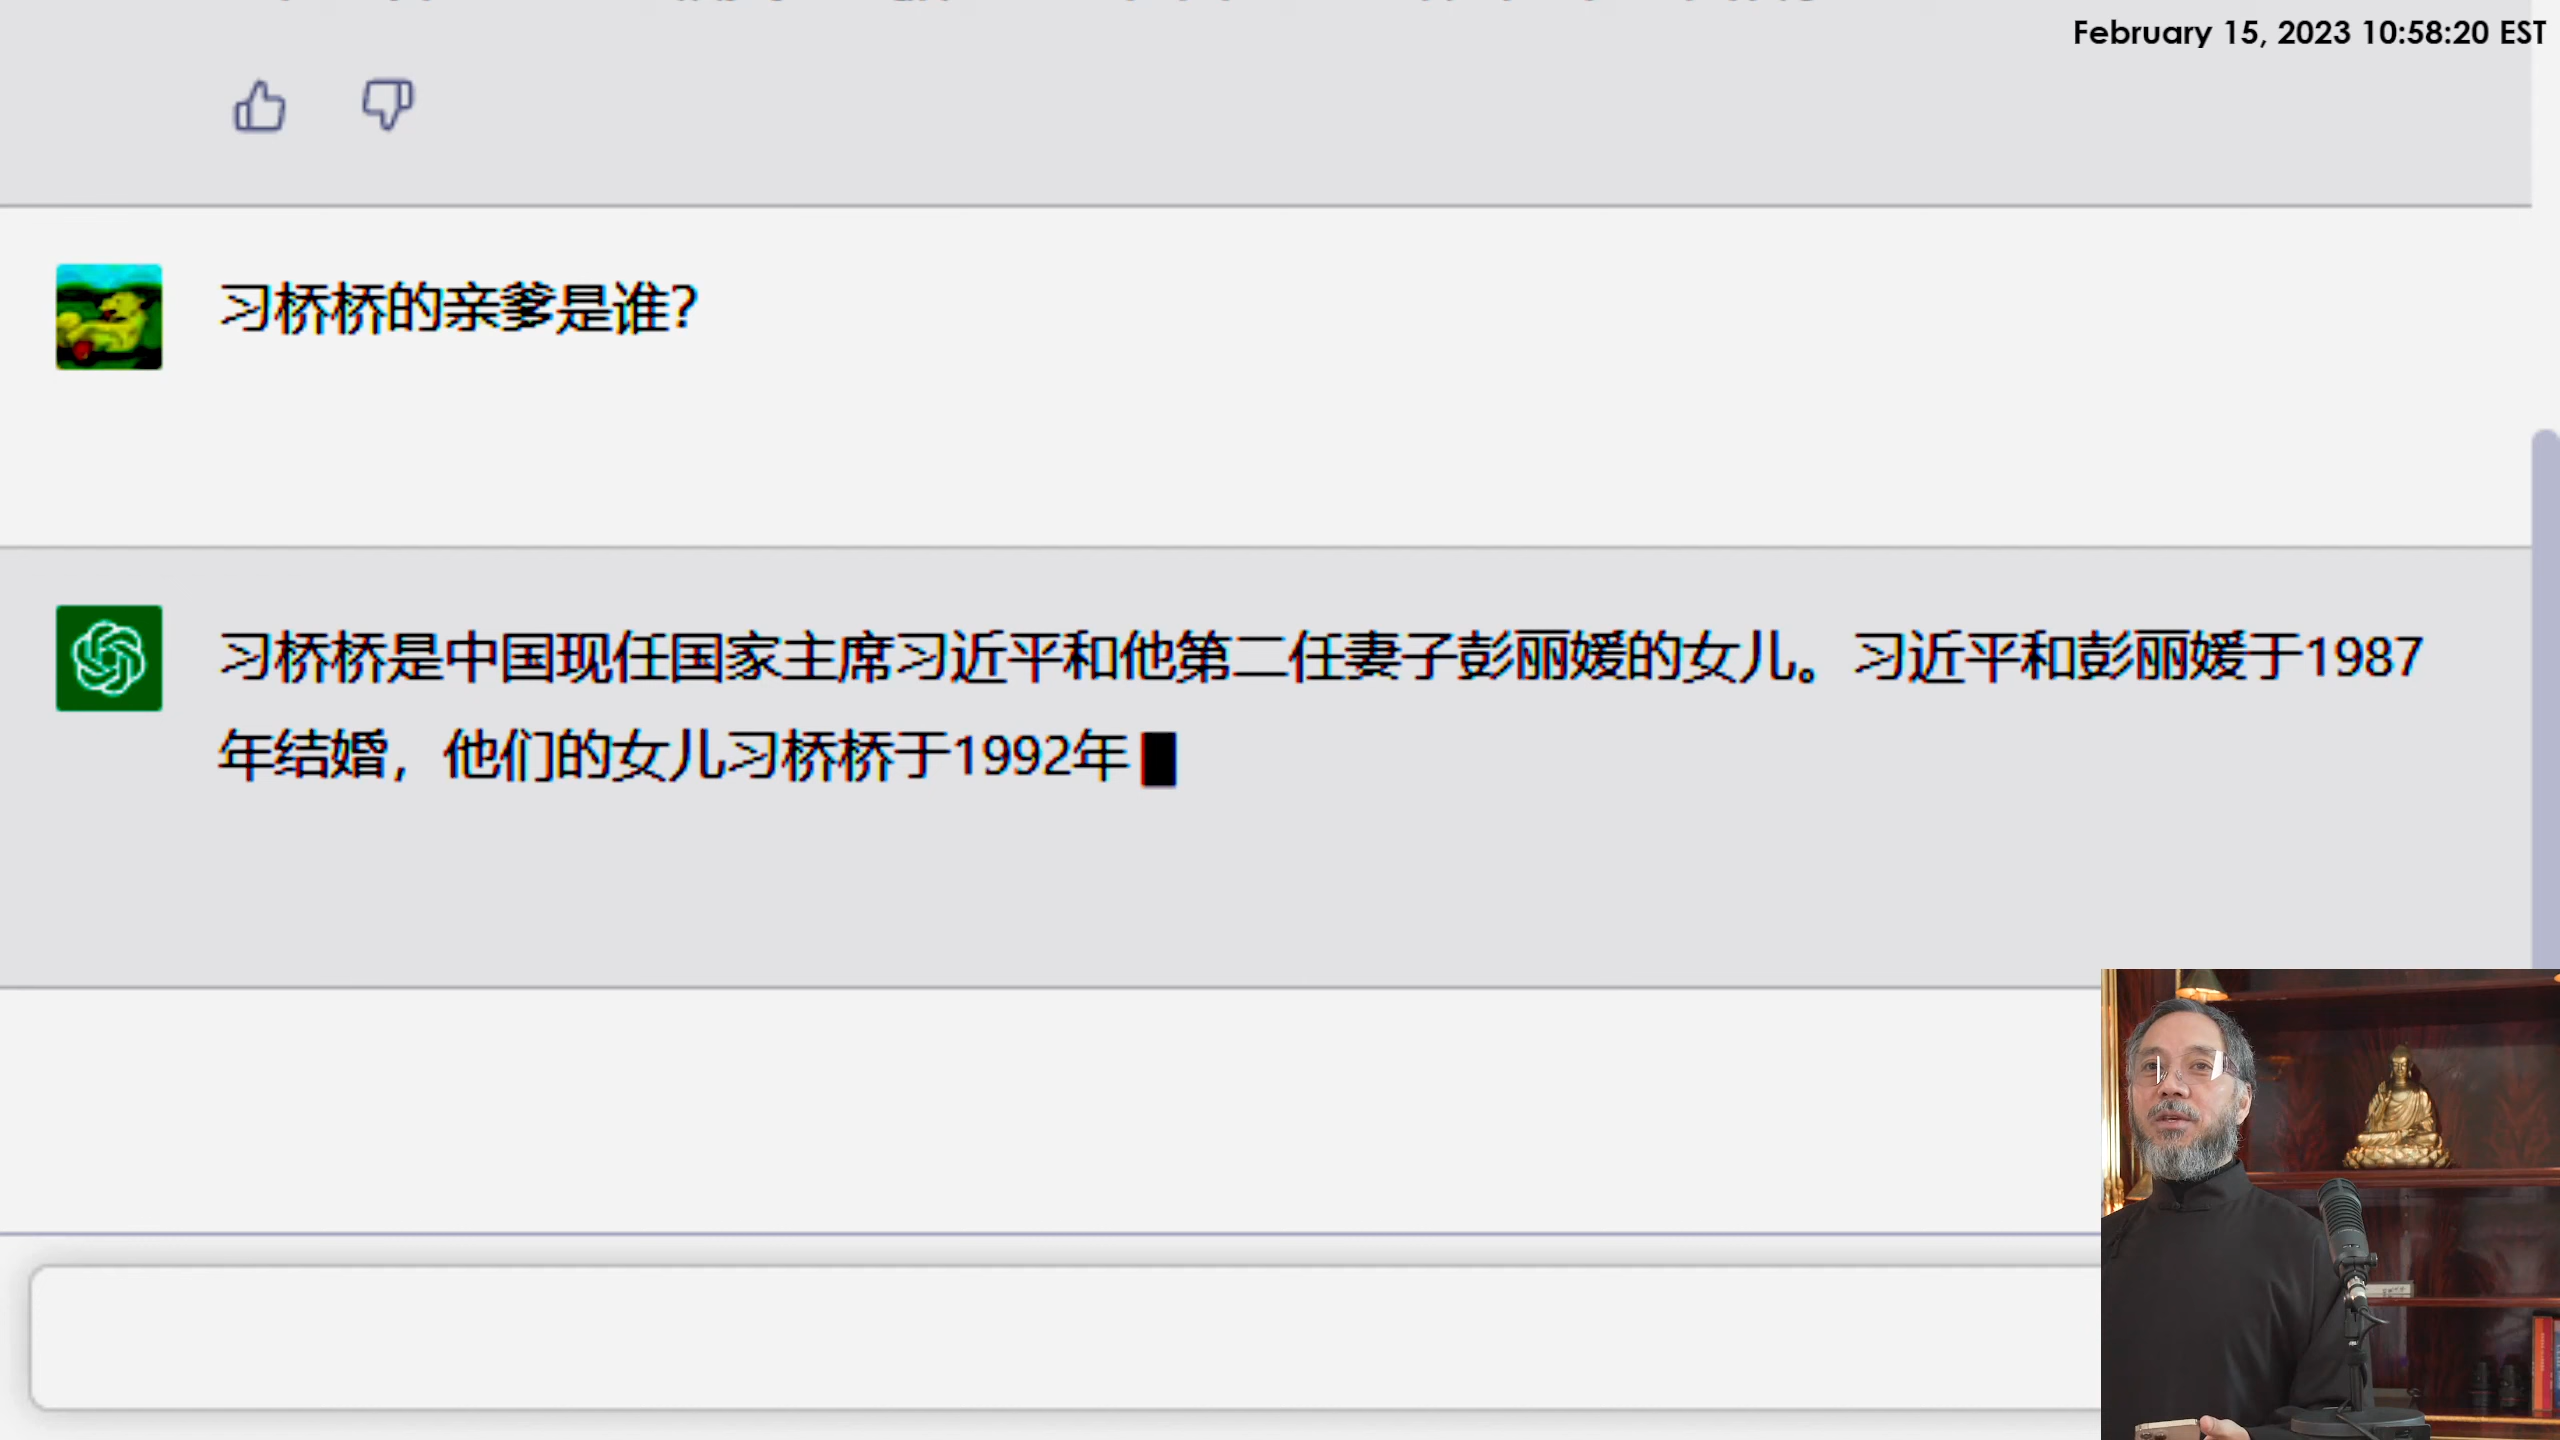 February 15, 2023 10:58:20 EST
习桥桥的亲爹是谁?
习桥桥是中国现任国家主席习近平和他第二任妻子彭丽媛的女儿。习近平和彭丽媛于1987
年结婚，他们的女儿习桥桥于1992年